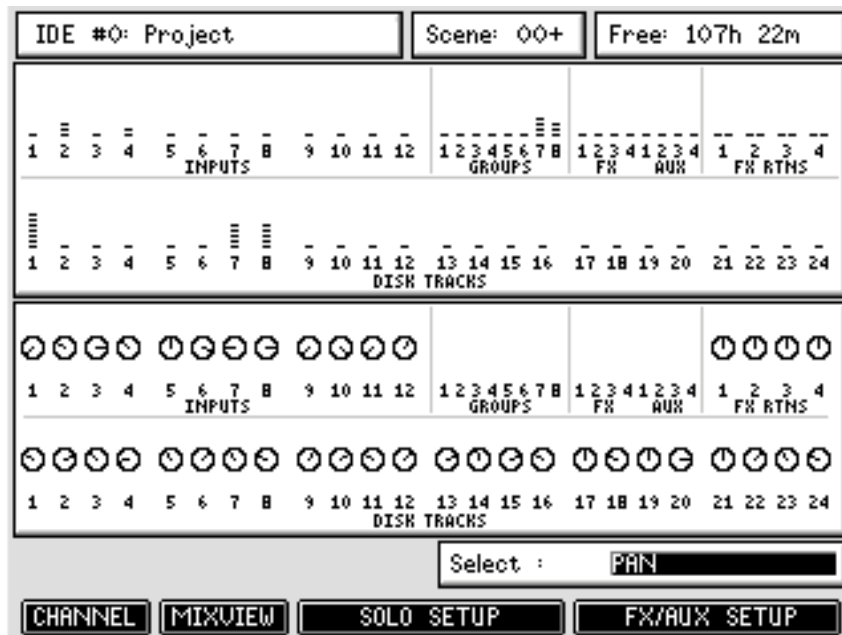 IDE #0: Project Scene: 00+ Free: 107h 22m
1 2 3 4 5 6 7 8 9 10 11 12 1 2 3 4 5 6 7 8 1 2 3 4 1 2 3 4 1 2 3 4
INPUTS GROUPS FX AUX FX RTNS
1 2 3 4 5 6 7 8 9 10 11 12 13 14 15 16 17 18 19 20 21 22 23 24
DISK TRACKS
1 2 3 4 5 6 7 8 9 10 11 12 1 2 3 4 5 6 7 8 1 2 3 4 1 2 3 4 1 2 3 4
INPUTS GROUPS FX AUX FX RTNS
1 2 3 4 5 6 7 8 9 10 11 12 13 14 15 16 17 18 19 20 21 22 23 24
DISK TRACKS
Select : PAN
CHANNEL MIXVIEW SOLO SETUP FX/AUX SETUP